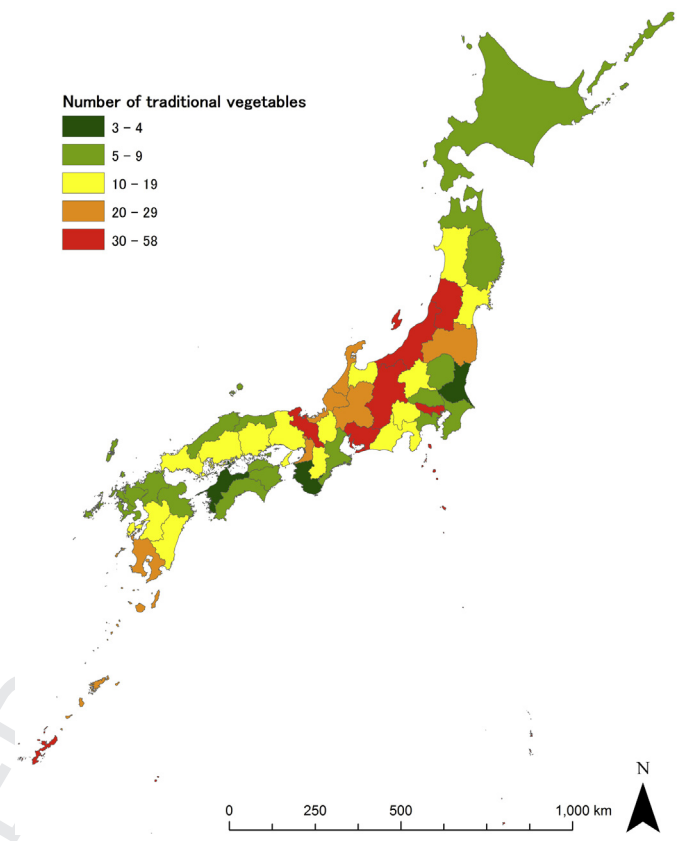 Number of traditional vegetables
3 – 4
5 – 9
10 – 19
20 – 29
30 – 58
N
0 250 500 1,000 km